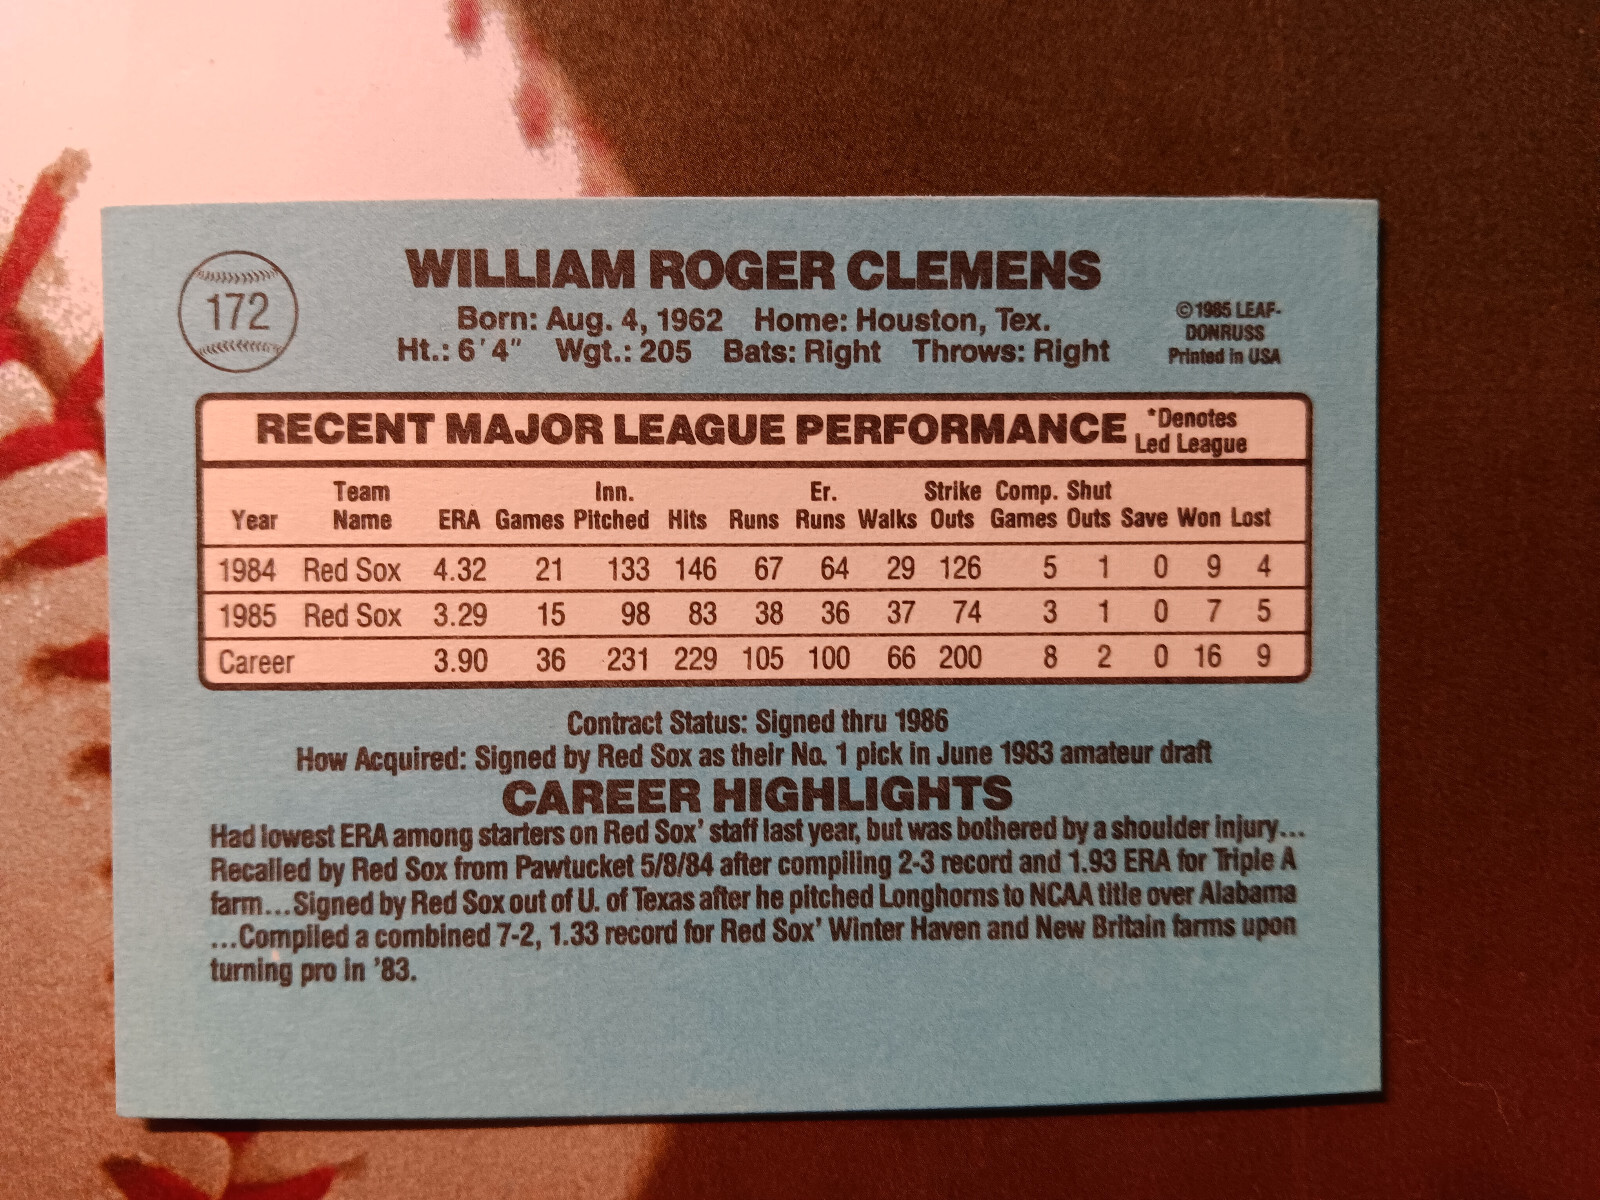 WILLIAM ROGER CLEMENS
172
Born: Aug. 4, 1962 Home: Houston, Tex.
Ht.: 6'4" Wgt.: 205 Bats: Right Throws: Right
©1985 LEAF-
DONRUSS
Printed in USA
RECENT MAJOR LEAGUE PERFORMANCE
*Denotes
Led League
Year Team Name ERA Games Inn. Pitched Hits Runs Er. Runs Walks Strike Outs Comp. Games Shut Outs Save Won Lost
1984 Red Sox 4.32 21 133 146 67 64 29 126 5 1 0 9 4
1985 Red Sox 3.29 15 98 83 38 36 37 74 3 1 0 7 5
Career 3.90 36 231 229 105 100 66 200 8 2 0 16 9
Contract Status: Signed thru 1986
How Acquired: Signed by Red Sox as their No. 1 pick in June 1983 amateur draft
CAREER HIGHLIGHTS
Had lowest ERA among starters on Red Sox' staff last year, but was bothered by a shoulder injury...
Recalled by Red Sox from Pawtucket 5/8/84 after compiling 2-3 record and 1.93 ERA for Triple A
farm...Signed by Red Sox out of U. of Texas after he pitched Longhorns to NCAA title over Alabama
...Compiled a combined 7-2, 1.33 record for Red Sox' Winter Haven and New Britain farms upon
turning pro in '83.